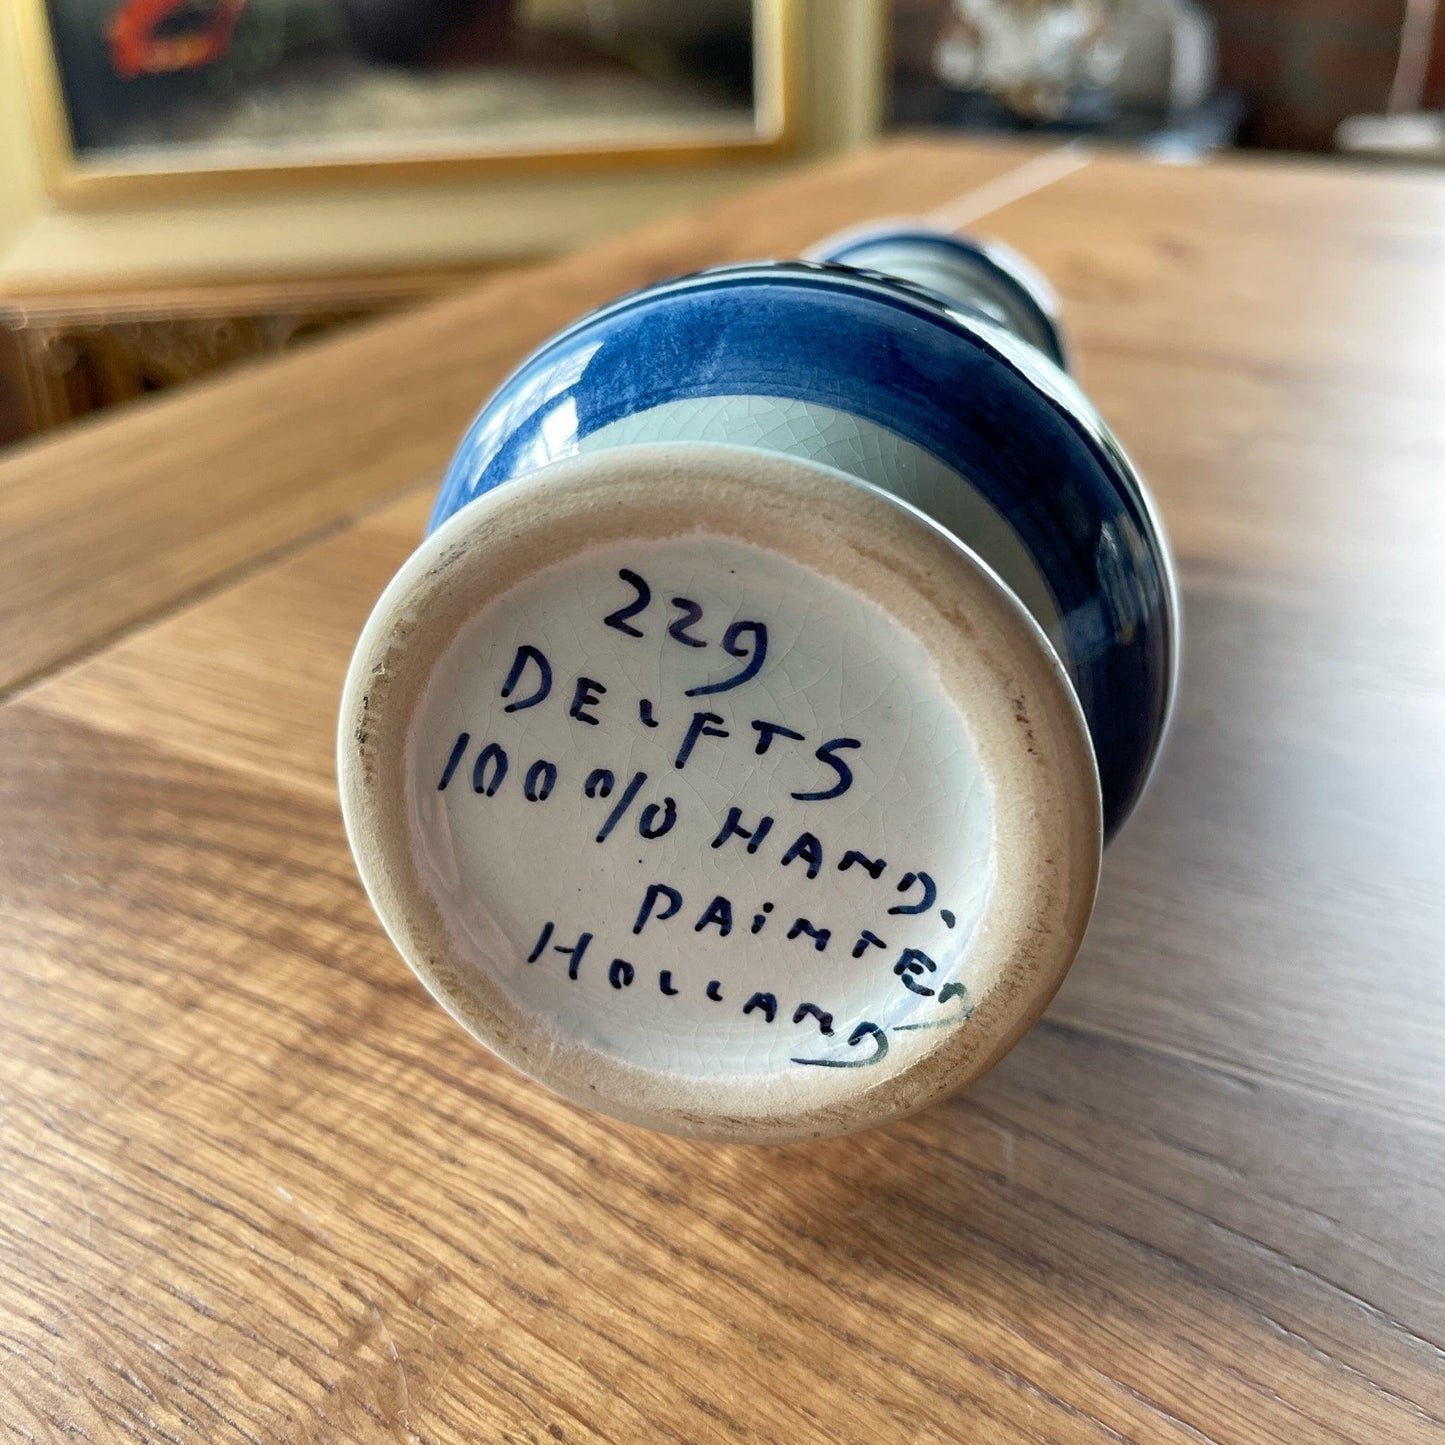 229
DELFTS
100% HAND.
PAINTED
HOLLAND